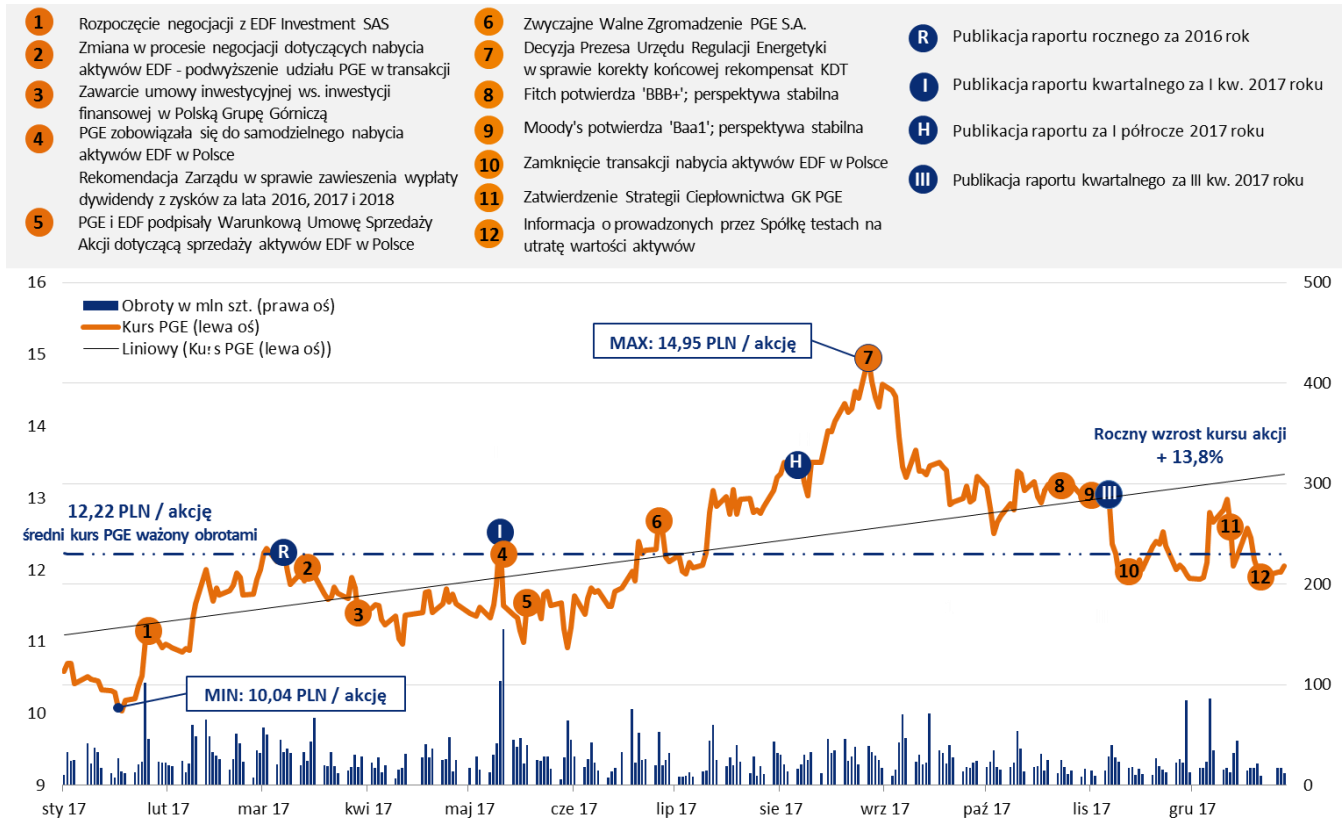 1 Rozpoczęcie negocjacji z EDF Investment SAS
2 Zmiana w procesie negocjacji dotyczących nabycia
aktywów EDF - podwyższenie udziału PGE w transakcji
3 Zawarcie umowy inwestycyjnej ws. inwestycji
finansowej w Polską Grupę Górniczą
4 PGE zobowiązała się do samodzielnego nabycia
aktywów EDF w Polsce
Rekomendacja Zarządu w sprawie zawieszenia wypłaty
dywidendy z zysków za lata 2016, 2017 i 2018
5 PGE i EDF podpisały Warunkową Umowę Sprzedaży
Akcji dotyczącą sprzedaży aktywów EDF w Polsce
6 Zwyczajne Walne Zgromadzenie PGE S.A.
7 Decyzja Prezesa Urzędu Regulacji Energetyki
w sprawie korekty końcowej rekompensat KDT
8 Fitch potwierdza 'BBB+'; perspektywa stabilna
9 Moody's potwierdza 'Baa1'; perspektywa stabilna
10 Zamknięcie transakcji nabycia aktywów EDF w Polsce
11 Zatwierdzenie Strategii Ciepłownictwa GK PGE
12 Informacja o prowadzonych przez Spółkę testach na
utratę wartości aktywów
R Publikacja raportu rocznego za 2016 rok
I Publikacja raportu kwartalnego za I kw. 2017 roku
H Publikacja raportu za I półrocze 2017 roku
III Publikacja raportu kwartalnego za III kw. 2017 roku
16
15
14
13
12
11
10
9
Obroty w mln szt. (prawa oś)
Kurs PGE (lewa oś)
Liniowy (Kurs PGE (lewa oś))
MAX: 14,95 PLN / akcję
7
Roczny wzrost kursu akcji
+ 13,8%
12,22 PLN / akcję
średni kurs PGE ważony obrotami
MIN: 10,04 PLN / akcję
1
R
2
3
I
4
5
6
H
8
9
III
10
11
12
500
400
300
200
100
0
sty 17 lut 17 mar 17 kwi 17 maj 17 cze 17 lip 17 sie 17 wrz 17 paź 17 lis 17 gru 17